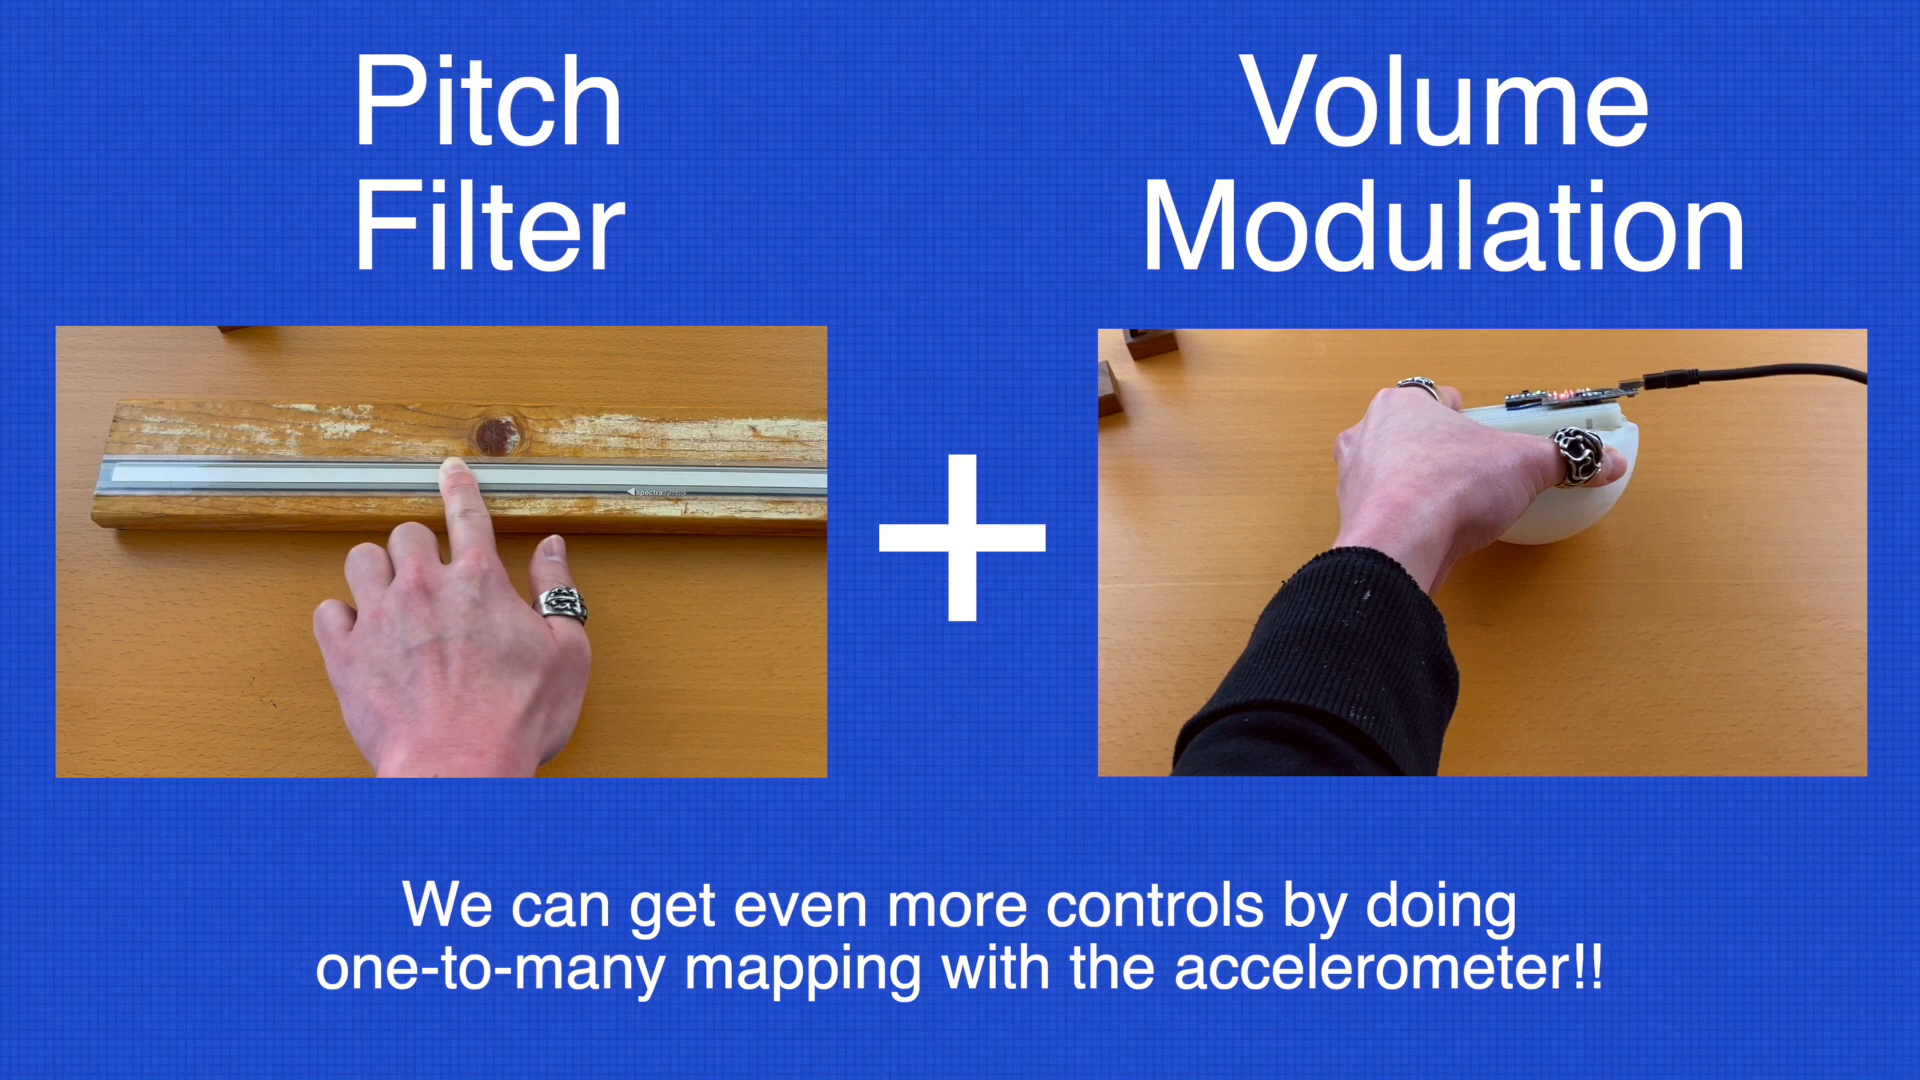 Pitch
Filter
Volume
Modulation
spectrasymbol
We can get even more controls by doing
one-to-many mapping with the accelerometer!!